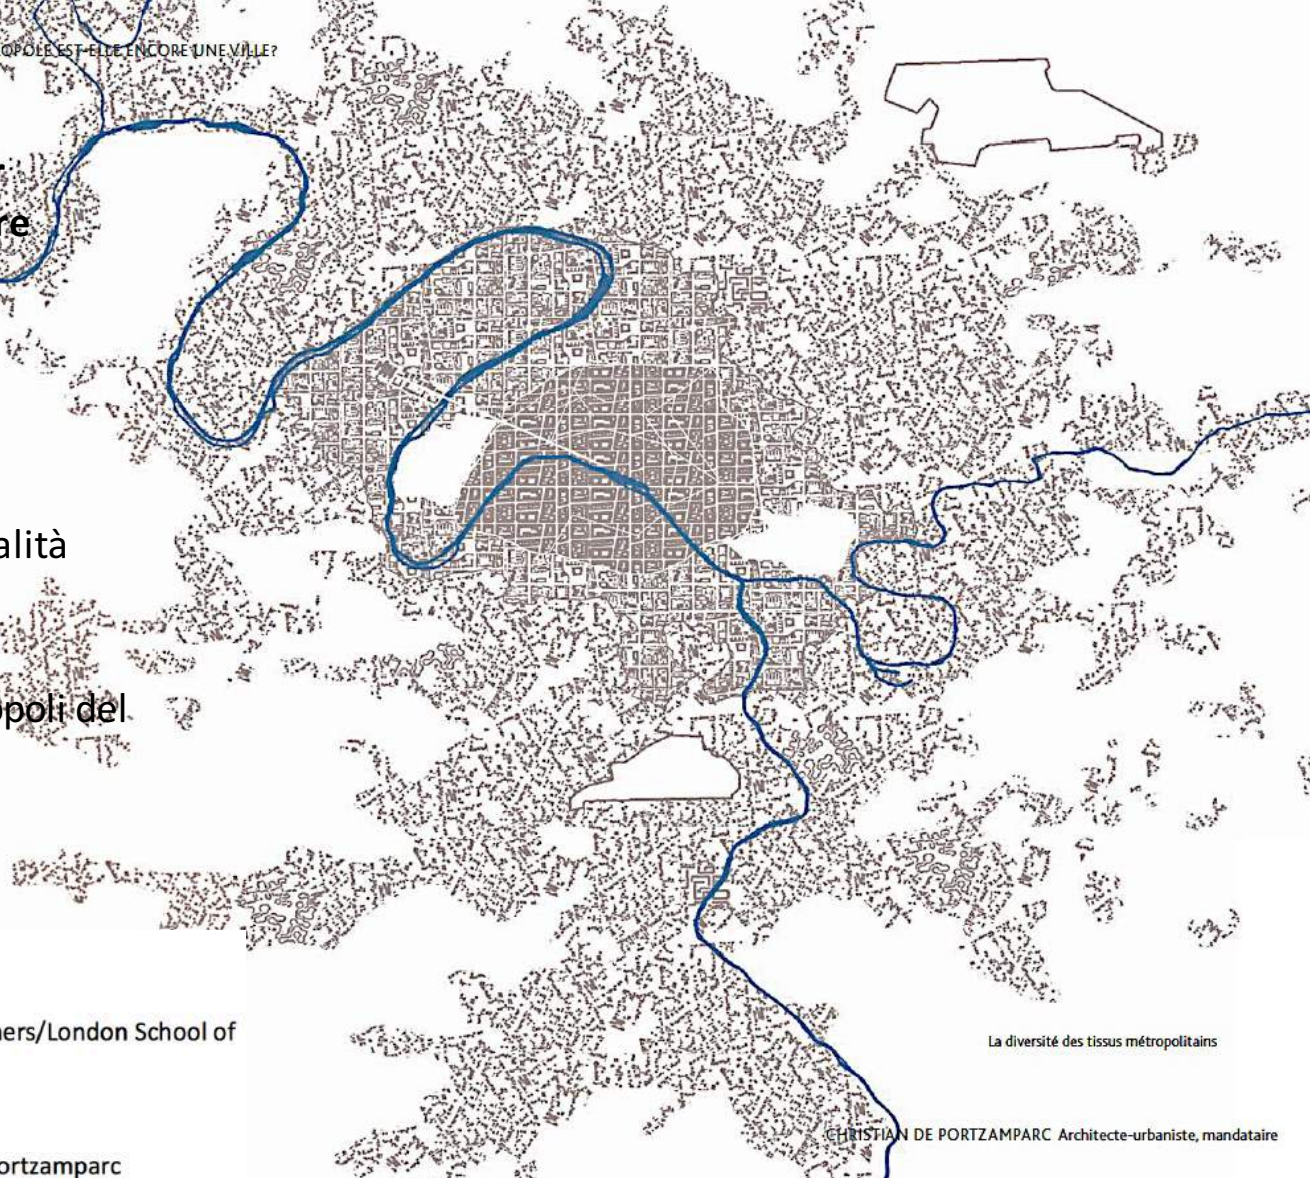 OPOLE EST-ELLE ENCORE UNE VILLE?
re
alità
opoli del
ners/London School of
La diversité des tissus métropolitains
CHRISTIAN DE PORTZAMPARC Architecte-urbaniste, mandataire
ortzamparc